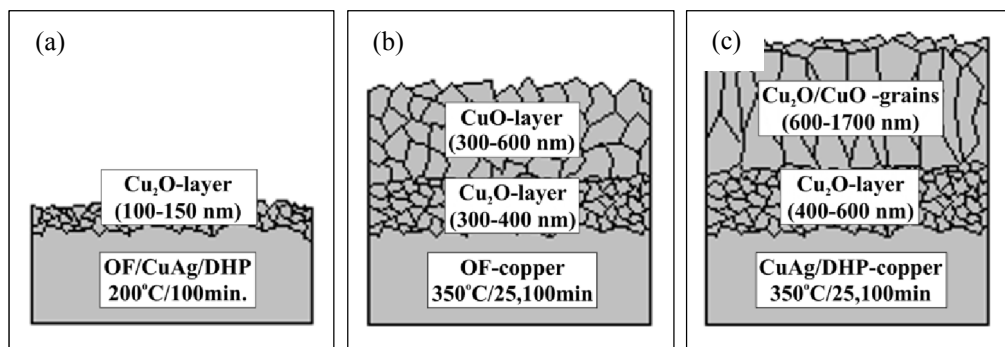 (a)
Cu₂O-layer
(100-150 nm)
OF/CuAg/DHP
200°C/100min.
(b)
CuO-layer
(300-600 nm)
Cu₂O-layer
(300-400 nm)
OF-copper
350°C/25,100min
(c)
Cu₂O/CuO -grains
(600-1700 nm)
Cu₂O-layer
(400-600 nm)
CuAg/DHP-copper
350°C/25,100min